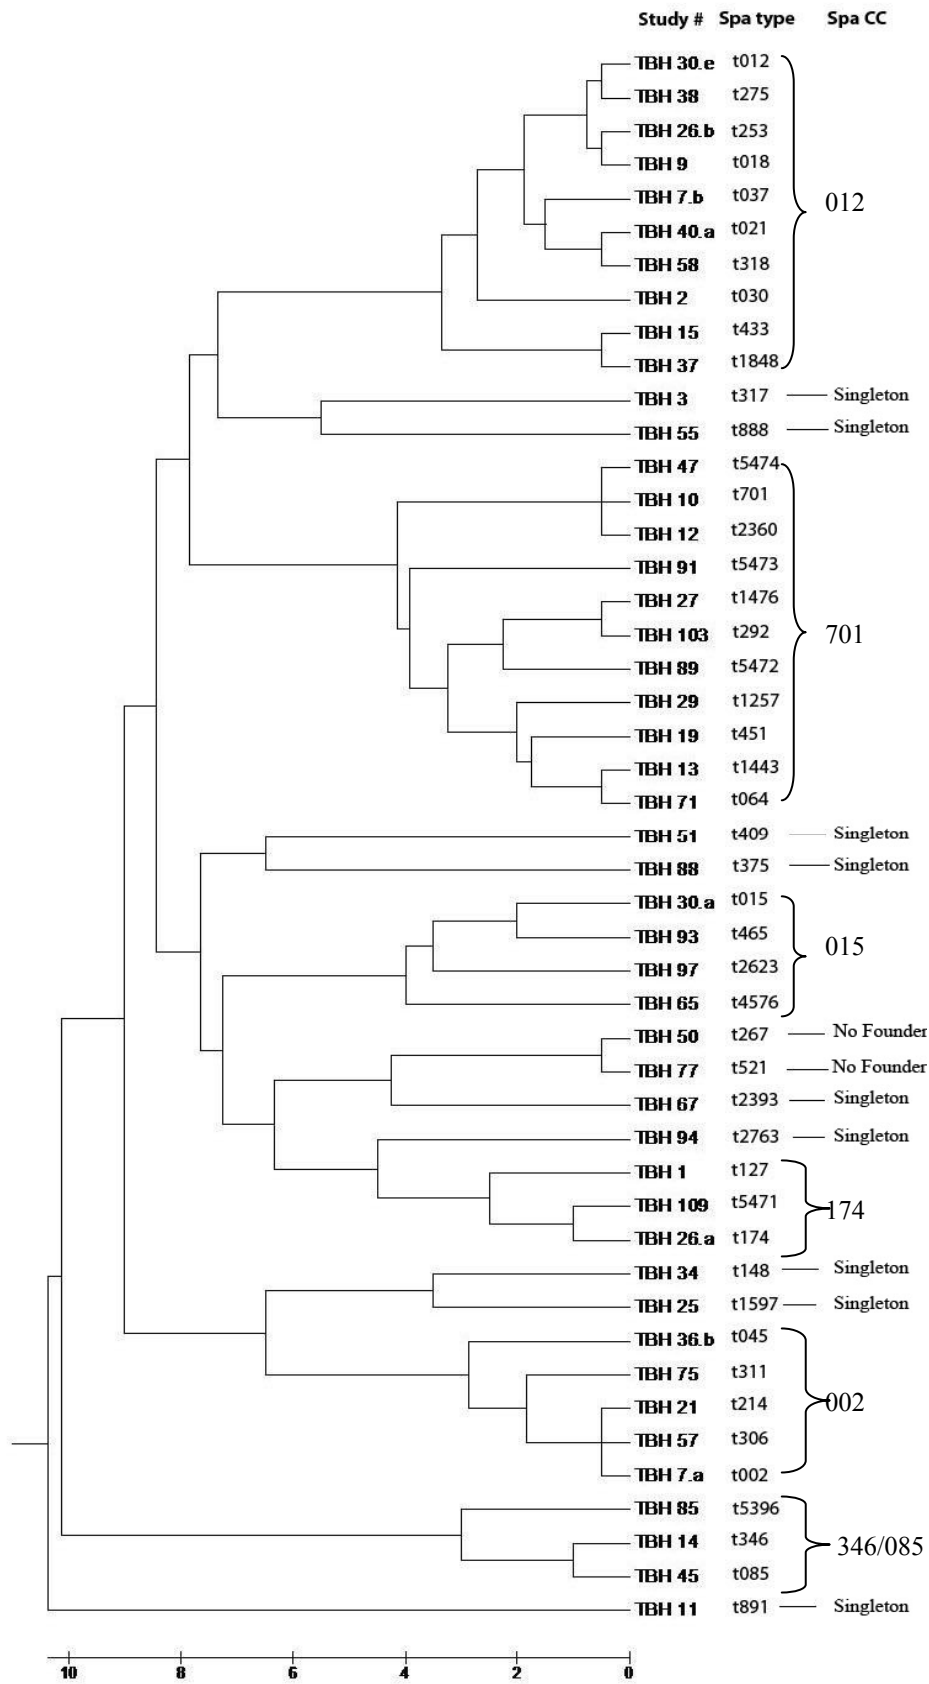 Study # Spa type Spa CC
TBH 30.e t012
TBH 38 t275
TBH 26.b t253
TBH 9 t018
TBH 7.b t037
012
TBH 40.a t021
TBH 58 t318
TBH 2 t030
TBH 15 t433
TBH 37 t1848
TBH 3 t317 Singleton
TBH 55 t888 Singleton
TBH 47 t5474
TBH 10 t701
TBH 12 t2360
TBH 91 t5473
TBH 27 t1476
TBH 103 t292 701
TBH 89 t5472
TBH 29 t1257
TBH 19 t451
TBH 13 t1443
TBH 71 t064
TBH 51 t409 Singleton
TBH 88 t375 Singleton
TBH 30.a t015
TBH 93 t465
015
TBH 97 t2623
TBH 65 t4576
TBH 50 t267 No Founder
TBH 77 t521 No Founder
TBH 67 t2393 Singleton
TBH 94 t2763 Singleton
TBH 1 t127
TBH 109 t5471
174
TBH 26.a t174
TBH 34 t148 Singleton
TBH 25 t1597 Singleton
TBH 36.b t045
TBH 75 t311
002
TBH 21 t214
TBH 57 t306
TBH 7.a t002
TBH 85 t5396
TBH 14 t346
346/085
TBH 45 t085
TBH 11 t891 Singleton
10 8 6 4 2 0